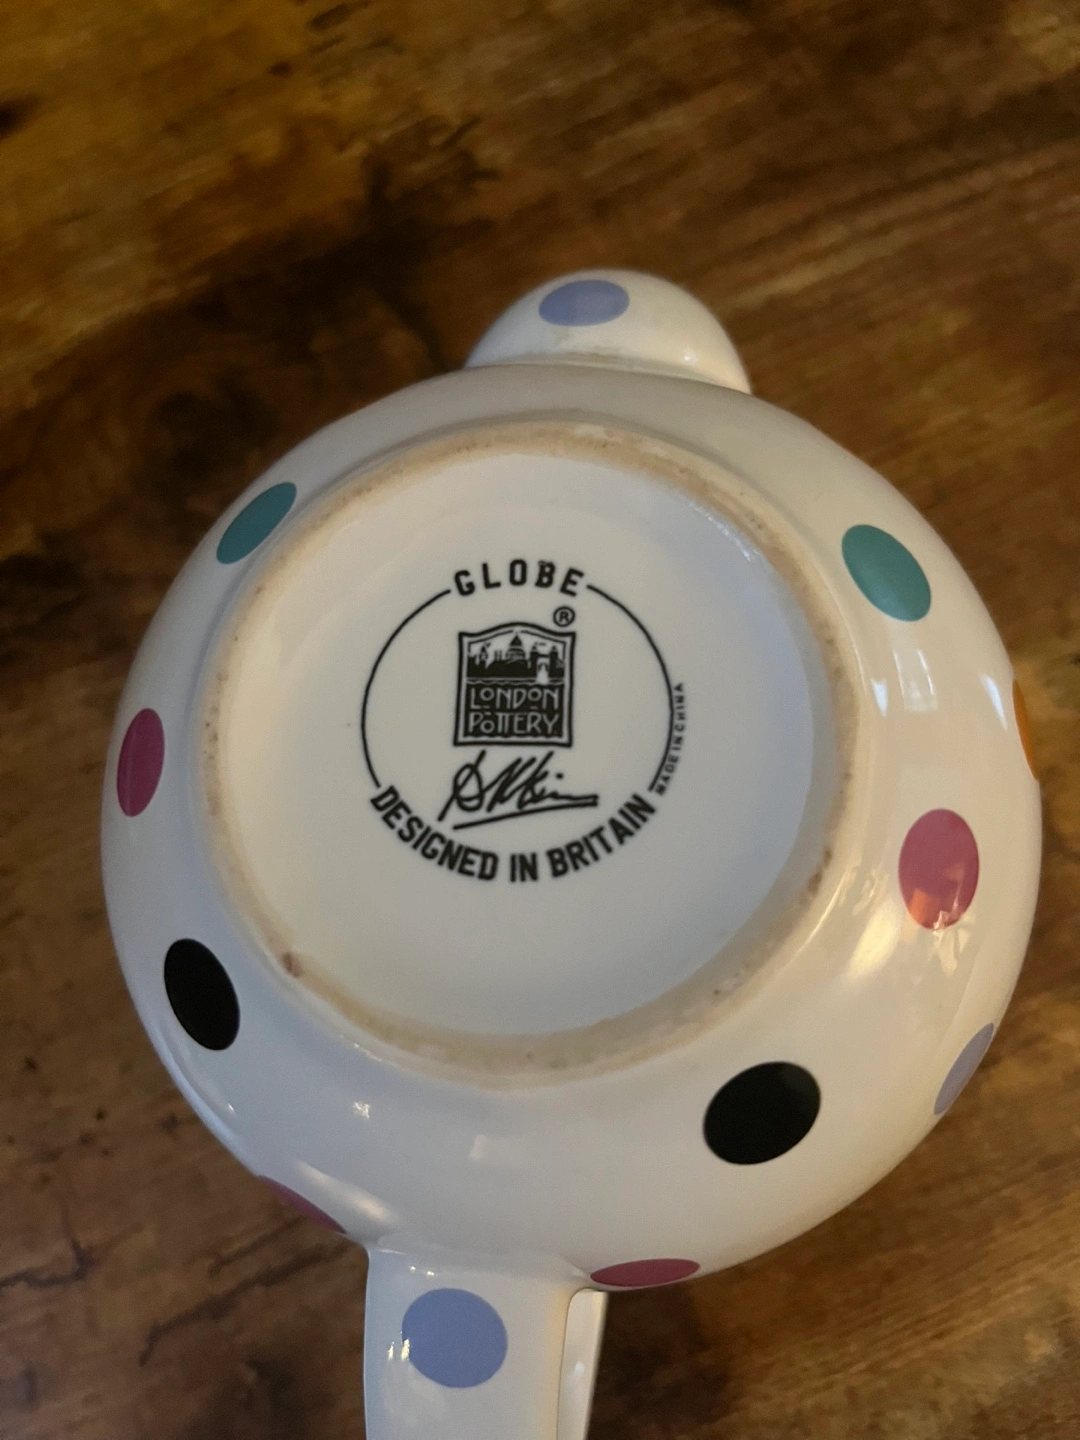 GLOBE
®
LONDON
POTTERY
DESIGNED IN BRITAIN
MADE IN CHINA